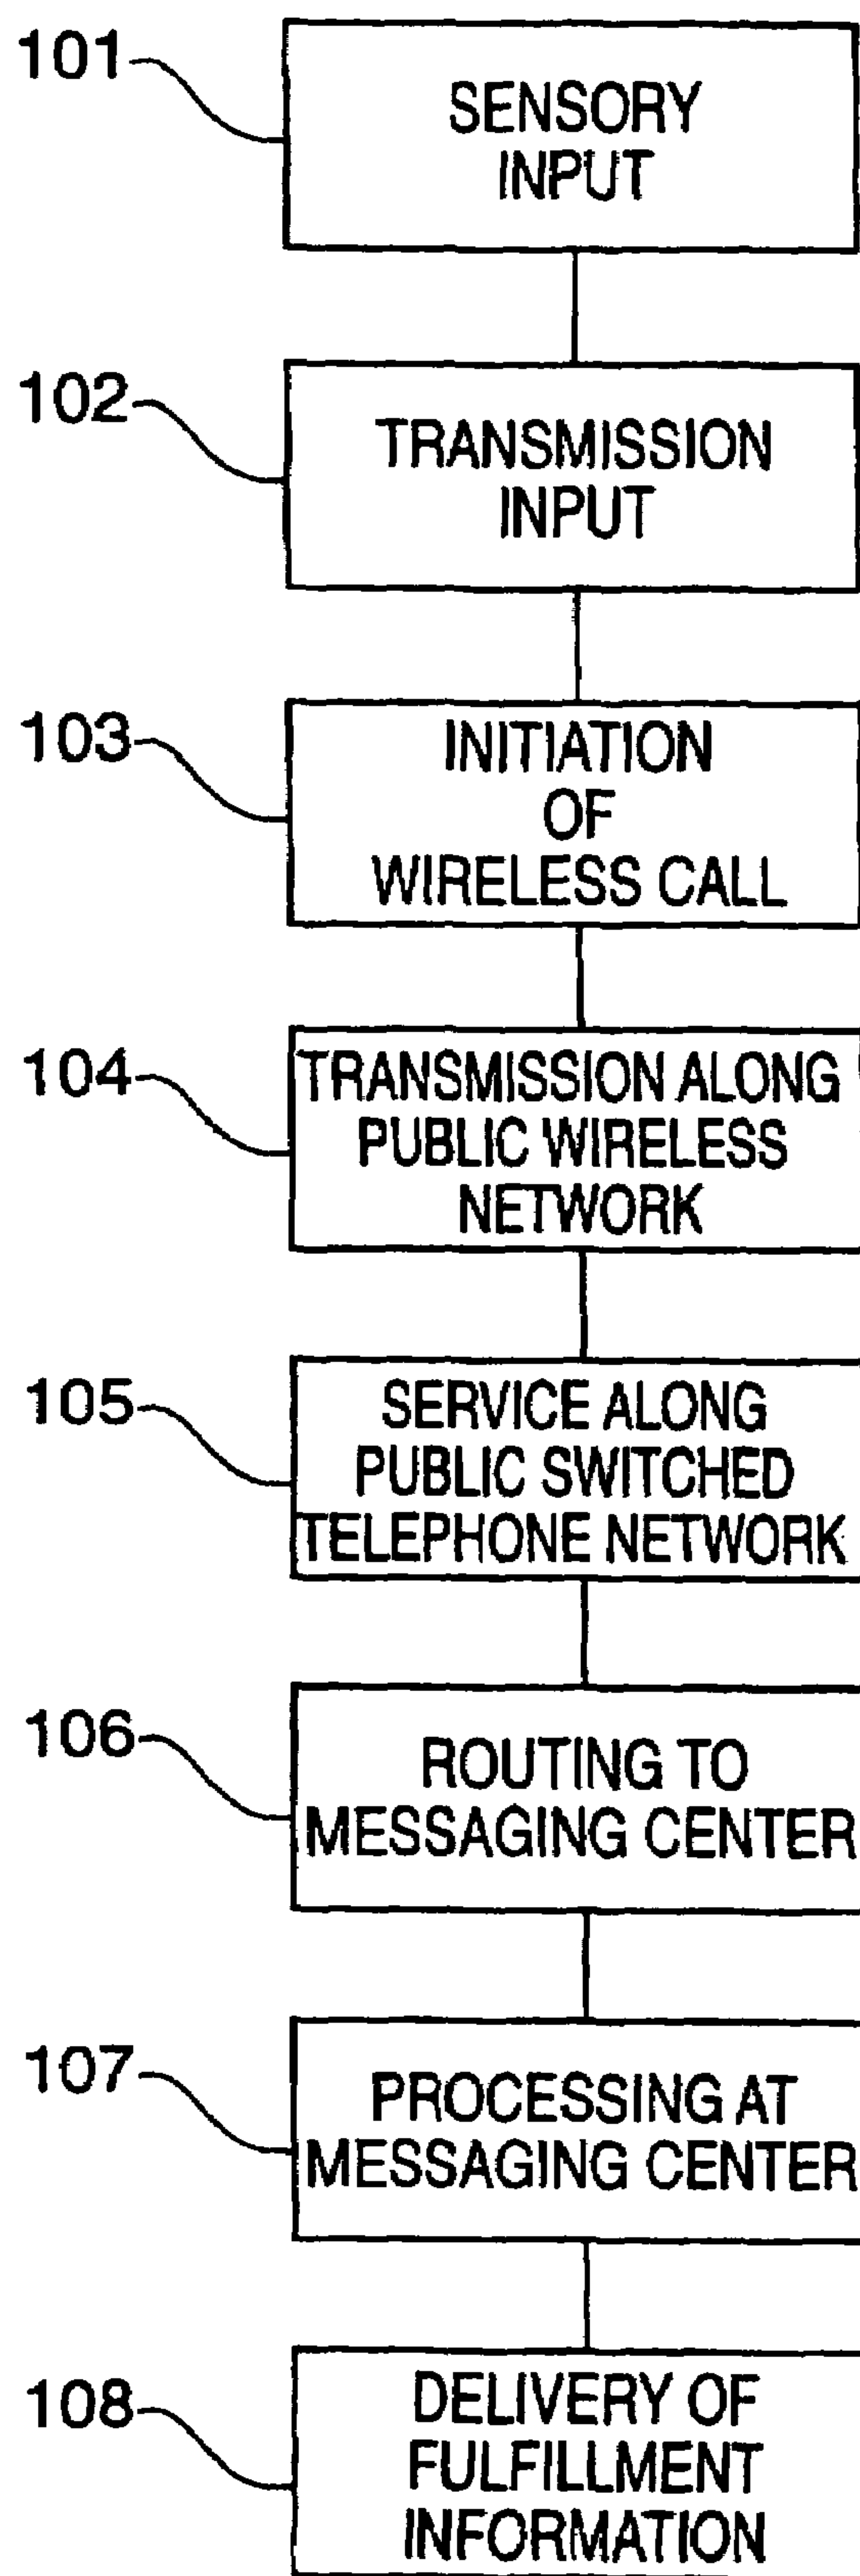 101
SENSORY
INPUT
102
TRANSMISSION
INPUT
103
INITIATION
OF
WIRELESS CALL
104
TRANSMISSION ALONG
PUBLIC WIRELESS
NETWORK
105
SERVICE ALONG
PUBLIC SWITCHED
TELEPHONE NETWORK
106
ROUTING TO
MESSAGING CENTER
107
PROCESSING AT
MESSAGING CENTER
108
DELIVERY OF
FULFILLMENT
INFORMATION